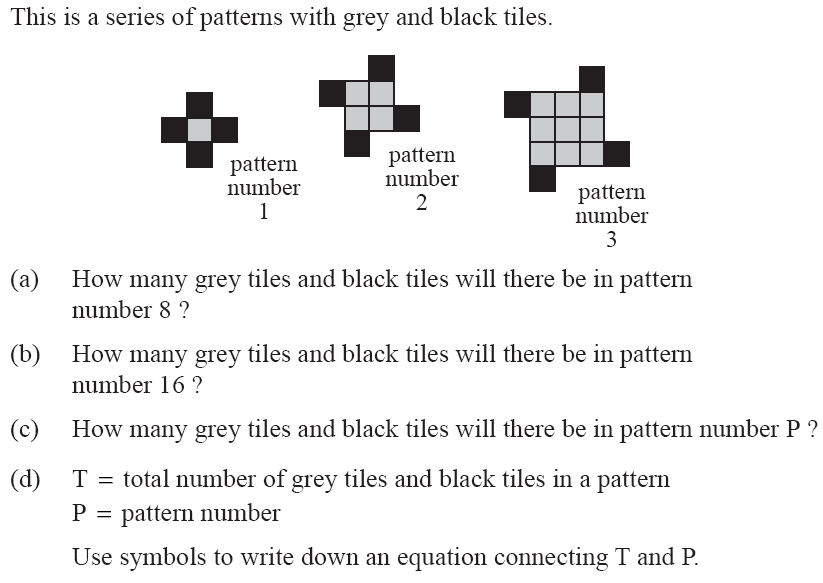 This is a series of patterns with grey and black tiles.
pattern
number
1
pattern
number
2
pattern
number
3
(a) How many grey tiles and black tiles will there be in pattern
number 8 ?
(b) How many grey tiles and black tiles will there be in pattern
number 16 ?
(c) How many grey tiles and black tiles will there be in pattern number P ?
(d) T = total number of grey tiles and black tiles in a pattern
P = pattern number
Use symbols to write down an equation connecting T and P.